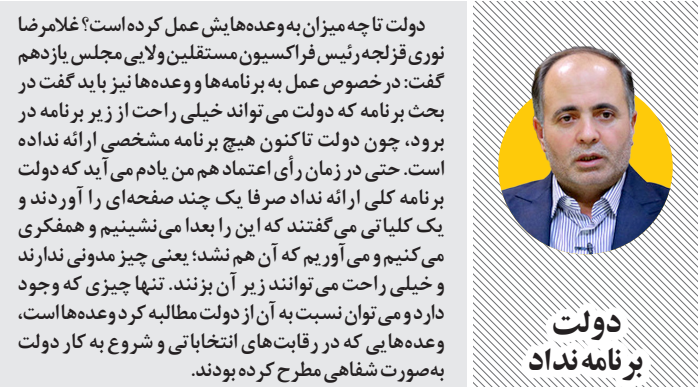 دولت تا چه میزان به وعده‌هایش عمل کرده است؟ غلامرضا
نوری قزلجه رئیس فراکسیون مستقلین ولایی مجلس یازدهم
گفت: در خصوص عمل به برنامه‌ها و وعده‌ها نیز باید گفت در
بحث برنامه که دولت می تواند خیلی راحت از زیر برنامه در
برود، چون دولت تاکنون هیچ برنامه مشخصی ارائه نداده
است. حتی در زمان رأی اعتماد هم من یادم می آید که دولت
برنامه کلی ارائه نداد صرفا یک چند صفحه‌ای را آوردند و
یک کلیاتی می گفتند که این را بعدا می‌نشینیم و همفکری
می‌کنیم و می‌آوریم که آن هم نشد؛ یعنی چیز مدونی ندارند
و خیلی راحت می توانند زیر آن بزنند. تنها چیزی که وجود
دارد و می توان نسبت به آن از دولت مطالبه کرد وعده‌ها است،
وعده‌هایی که در رقابت‌های انتخاباتی و شروع به کار دولت
به‌صورت شفاهی مطرح کرده بودند.
دولت
برنامه نداد